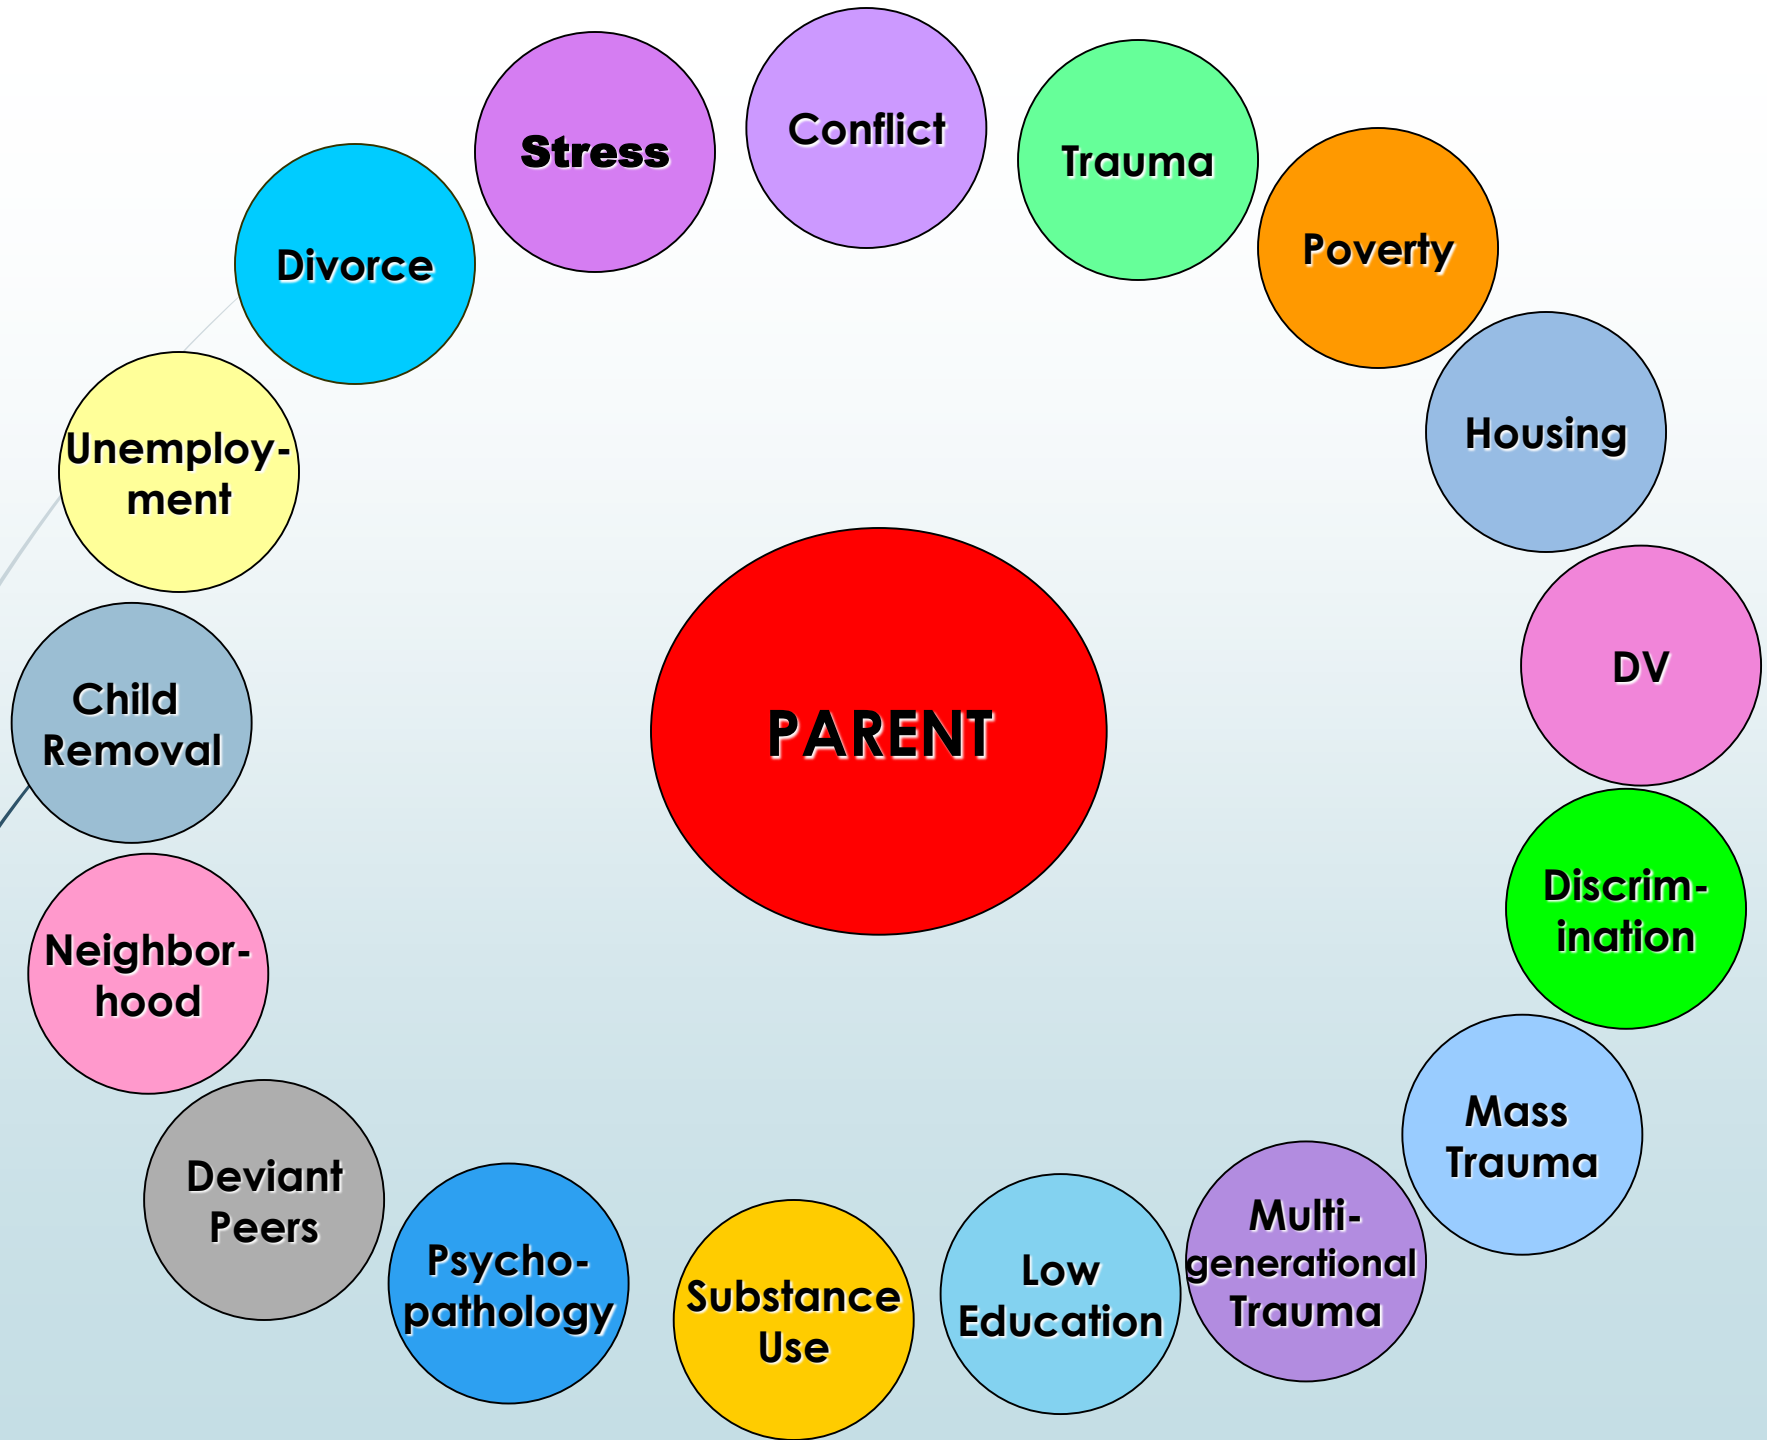 Conflict
Stress
Trauma
Poverty
Divorce
Housing
Unemploy-
ment
DV
Child
Removal
PARENT
Discrim-
ination
Neighbor-
hood
Mass
Trauma
Deviant
Peers
Multi-
generational
Trauma
Psycho-
pathology
Low
Education
Substance
Use